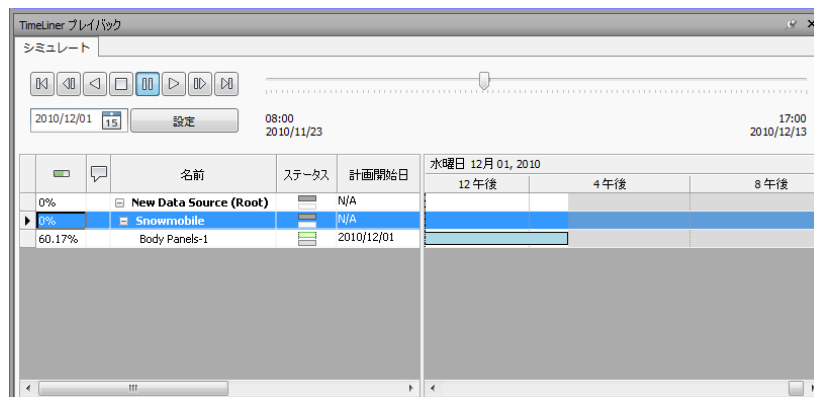 TimeLiner プレイバック
シミュレート
2010/12/01 15 設定
08:00 17:00
2010/11/23 2010/12/13
名前 ステータス 計画開始日 水曜日 12月 01, 2010
12 午後 4 午後 8 午後
0% New Data Source (Root) N/A
0% Snowmobile N/A
60.17% Body Panels-1 2010/12/01